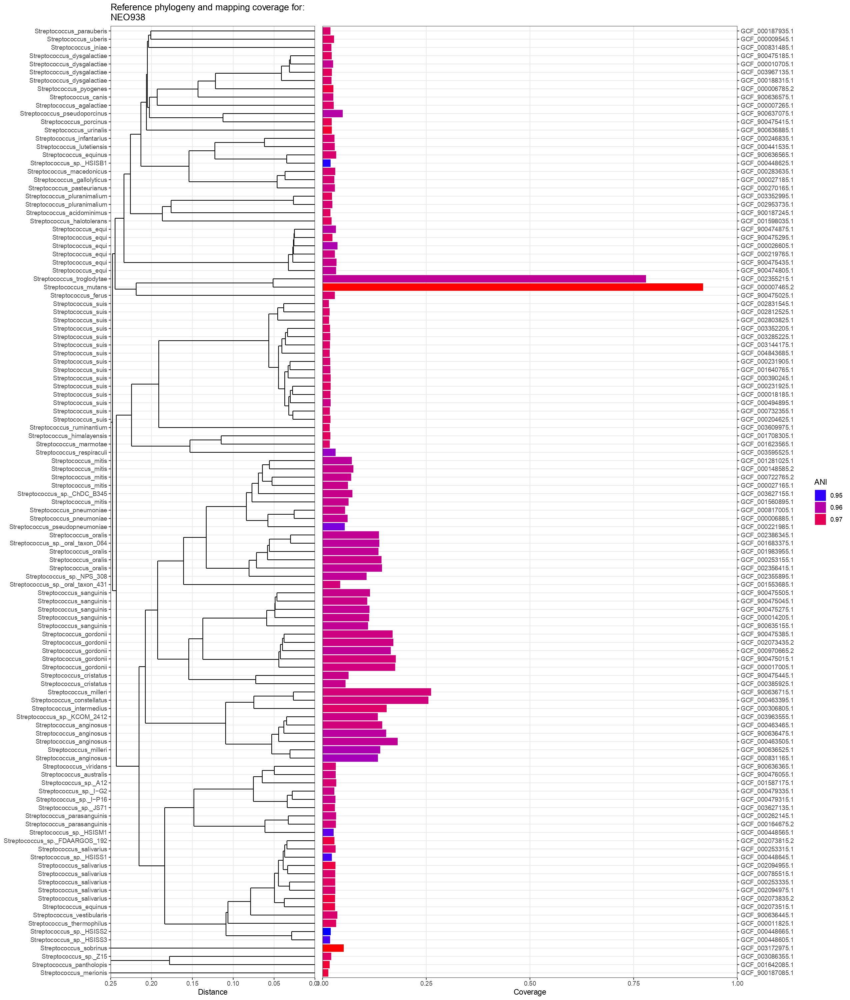 Reference phylogeny and mapping coverage for:
NEO938
Streptococcus_parauberis GCF_000187935.1
Streptococcus_uberis GCF_000009545.1
Streptococcus_iniae GCF_000831485.1
Streptococcus_dysgalactiae GCF_900475185.1
Streptococcus_dysgalactiae GCF_000010705.1
Streptococcus_dysgalactiae GCF_003967135.1
Streptococcus_dysgalactiae GCF_000188315.1
Streptococcus_pyogenes GCF_000006785.2
Streptococcus_canis GCF_900636575.1
Streptococcus_agalactiae GCF_000007265.1
Streptococcus_pseudoporcinus GCF_900637075.1
Streptococcus_porcinus GCF_900475415.1
Streptococcus_urinalis GCF_900636885.1
Streptococcus_infantarius GCF_000246835.1
Streptococcus_lutetiensis GCF_000441535.1
Streptococcus_equinus GCF_900636565.1
Streptococcus_sp._HSISB1 GCF_000448625.1
Streptococcus_macedonicus GCF_000283635.1
Streptococcus_gallolyticus GCF_000027185.1
Streptococcus_pasteurianus GCF_000270165.1
Streptococcus_pluranimalium GCF_003352995.1
Streptococcus_pluranimalium GCF_002953735.1
Streptococcus_acidominimus GCF_900187245.1
Streptococcus_halotolerans GCF_001598035.1
Streptococcus_equi GCF_900474875.1
Streptococcus_equi GCF_900475295.1
Streptococcus_equi GCF_000026605.1
Streptococcus_equi GCF_000219765.1
Streptococcus_equi GCF_900475435.1
Streptococcus_equi GCF_900474805.1
Streptococcus_troglodytae GCF_002355215.1
Streptococcus_mutans GCF_000007465.2
Streptococcus_ferus GCF_900475025.1
Streptococcus_suis GCF_002831545.1
Streptococcus_suis GCF_002812525.1
Streptococcus_suis GCF_002803825.1
Streptococcus_suis GCF_003352205.1
Streptococcus_suis GCF_003285225.1
Streptococcus_suis GCF_003144175.1
Streptococcus_suis GCF_004843685.1
Streptococcus_suis GCF_000231905.1
Streptococcus_suis GCF_001640765.1
Streptococcus_suis GCF_000390245.1
Streptococcus_suis GCF_000231925.1
Streptococcus_suis GCF_000018185.1
Streptococcus_suis GCF_000494895.1
Streptococcus_suis GCF_000732355.1
Streptococcus_suis GCF_000204625.1
Streptococcus_ruminantium GCF_003609975.1
Streptococcus_himalayensis GCF_001708305.1
Streptococcus_marmotae GCF_001623565.1
Streptococcus_respiraculi GCF_003595525.1
Streptococcus_mitis GCF_001281025.1
Streptococcus_mitis GCF_000148585.2
Streptococcus_mitis GCF_000722765.2
Streptococcus_mitis GCF_000027165.1
Streptococcus_sp._ChDC_B345 GCF_003627155.1
Streptococcus_mitis GCF_001560895.1
Streptococcus_pneumoniae GCF_000817005.1
Streptococcus_pneumoniae GCF_000006885.1
Streptococcus_pseudopneumoniae GCF_000221985.1
Streptococcus_oralis GCF_002386345.1
Streptococcus_sp._oral_taxon_064 GCF_001683375.1
Streptococcus_oralis GCF_001983955.1
Streptococcus_oralis GCF_000253155.1
Streptococcus_oralis GCF_002356415.1
Streptococcus_sp._NPS_308 GCF_002355895.1
Streptococcus_sp._oral_taxon_431 GCF_001553685.1
Streptococcus_sanguinis GCF_900475505.1
Streptococcus_sanguinis GCF_900475045.1
Streptococcus_sanguinis GCF_900475275.1
Streptococcus_sanguinis GCF_000014205.1
Streptococcus_sanguinis GCF_900635155.1
Streptococcus_gordonii GCF_900475385.1
Streptococcus_gordonii GCF_002073435.2
Streptococcus_gordonii GCF_000970665.2
Streptococcus_gordonii GCF_900475015.1
Streptococcus_gordonii GCF_000017005.1
Streptococcus_cristatus GCF_900475445.1
Streptococcus_cristatus GCF_000385925.1
Streptococcus_milleri GCF_900636715.1
Streptococcus_constellatus GCF_000463395.1
Streptococcus_intermedius GCF_000306805.1
Streptococcus_sp._KCOM_2412 GCF_003963555.1
Streptococcus_anginosus GCF_000463465.1
Streptococcus_anginosus GCF_900636475.1
Streptococcus_anginosus GCF_000463505.1
Streptococcus_milleri GCF_900636525.1
Streptococcus_anginosus GCF_000831165.1
Streptococcus_viridans GCF_900636365.1
Streptococcus_australis GCF_900476055.1
Streptococcus_sp._A12 GCF_001587175.1
Streptococcus_sp._I−G2 GCF_000479335.1
Streptococcus_sp._I−P16 GCF_000479315.1
Streptococcus_sp._JS71 GCF_003627135.1
Streptococcus_parasanguinis GCF_000262145.1
Streptococcus_parasanguinis GCF_000164675.2
Streptococcus_sp._HSISM1 GCF_000448565.1
Streptococcus_sp._FDAARGOS_192 GCF_002073815.2
Streptococcus_salivarius GCF_000253315.1
Streptococcus_sp._HSISS1 GCF_000448645.1
Streptococcus_salivarius GCF_002094955.1
Streptococcus_salivarius GCF_000785515.1
Streptococcus_salivarius GCF_000253335.1
Streptococcus_salivarius GCF_002094975.1
Streptococcus_salivarius GCF_002073835.2
Streptococcus_equinus GCF_002073515.1
Streptococcus_vestibularis GCF_900636445.1
Streptococcus_thermophilus GCF_000011825.1
Streptococcus_sp._HSISS2 GCF_000448665.1
Streptococcus_sp._HSISS3 GCF_000448605.1
Streptococcus_sobrinus GCF_003172975.1
Streptococcus_sp._Z15 GCF_003086355.1
Streptococcus_pantholopis GCF_001642085.1
Streptococcus_merionis GCF_900187085.1
0.25 0.20 0.15 0.10 0.05 0.00 0.00 0.25 0.50 0.75 1.00
Distance Coverage
ANI
0.95
0.96
0.97